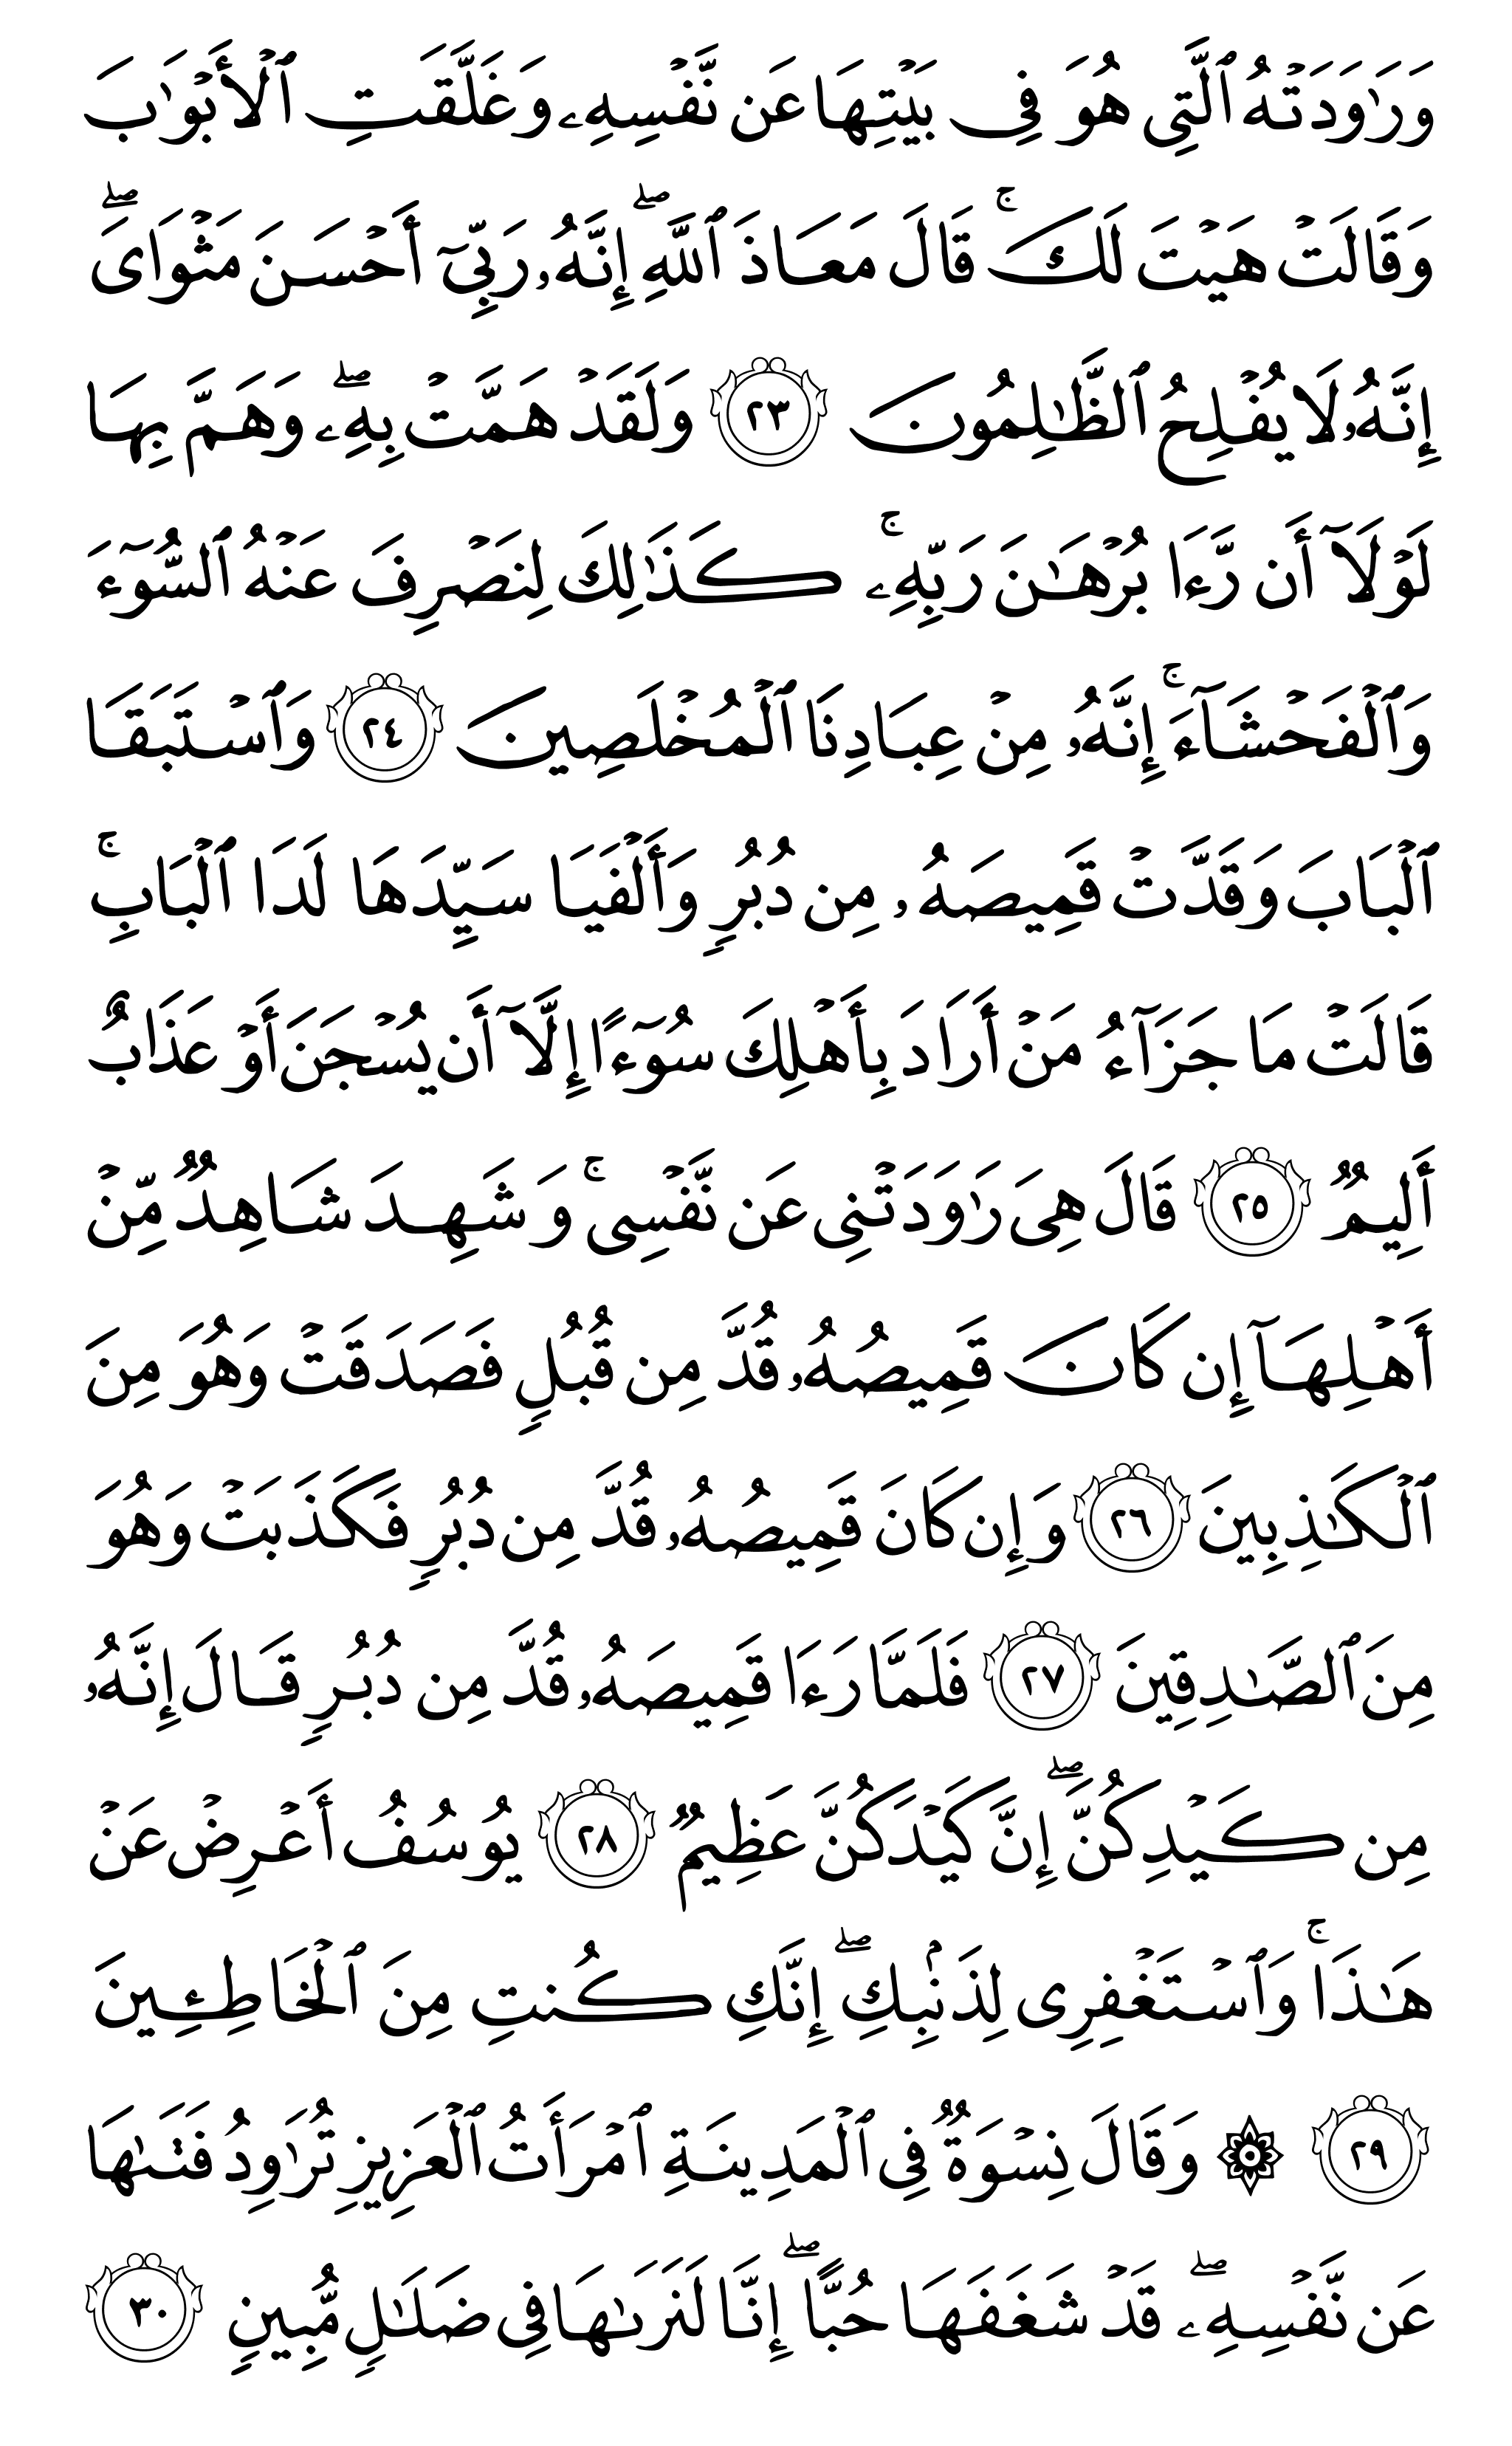 وَرَٰوَدَتۡهُ ٱلَّتِي هُوَ فِي بَيۡتِهَا عَن نَّفۡسِهِۦ وَغَلَّقَتِ ٱلۡأَبۡوَٰبَ
وَقَالَتۡ هَيۡتَ لَكَۚ قَالَ مَعَاذَ ٱللَّهِۖ إِنَّهُۥ رَبِّيٓ أَحۡسَنَ مَثۡوَايَۖ
إِنَّهُۥ لَا يُفۡلِحُ ٱلظَّٰلِمُونَ ٢٣ وَلَقَدۡ هَمَّتۡ بِهِۦۖ وَهَمَّ بِهَا
لَوۡلَآ أَن رَّءَا بُرۡهَٰنَ رَبِّهِۦۚ كَذَٰلِكَ لِنَصۡرِفَ عَنۡهُ ٱلسُّوٓءَ
وَٱلۡفَحۡشَآءَۚ إِنَّهُۥ مِنۡ عِبَادِنَا ٱلۡمُخۡلَصِينَ ٢٤ وَٱسۡتَبَقَا
ٱلۡبَابَ وَقَدَّتۡ قَمِيصَهُۥ مِن دُبُرٖ وَأَلۡفَيَا سَيِّدَهَا لَدَا ٱلۡبَابِۚ
قَالَتۡ مَا جَزَآءُ مَنۡ أَرَادَ بِأَهۡلِكَ سُوٓءًا إِلَّآ أَن يُسۡجَنَ أَوۡ عَذَابٌ
أَلِيمٞ ٢٥ قَالَ هِيَ رَٰوَدَتۡنِي عَن نَّفۡسِيۚ وَشَهِدَ شَاهِدٞ مِّنۡ
أَهۡلِهَآ إِن كَانَ قَمِيصُهُۥ قُدَّ مِن قُبُلٖ فَصَدَقَتۡ وَهُوَ مِنَ
ٱلۡكَٰذِبِينَ ٢٦ وَإِن كَانَ قَمِيصُهُۥ قُدَّ مِن دُبُرٖ فَكَذَبَتۡ وَهُوَ
مِنَ ٱلصَّٰدِقِينَ ٢٧ فَلَمَّا رَءَا قَمِيصَهُۥ قُدَّ مِن دُبُرٖ قَالَ إِنَّهُۥ
مِن كَيۡدِكُنَّۖ إِنَّ كَيۡدَكُنَّ عَظِيمٞ ٢٨ يُوسُفُ أَعۡرِضۡ عَنۡ
هَٰذَاۚ وَٱسۡتَغۡفِرِي لِذَنۢبِكِۖ إِنَّكِ كُنتِ مِنَ ٱلۡخَاطِـِٔينَ
٢٩ ۞ وَقَالَ نِسۡوَةٞ فِي ٱلۡمَدِينَةِ ٱمۡرَأَتُ ٱلۡعَزِيزِ تُرَٰوِدُ فَتَىٰهَا
عَن نَّفۡسِهِۦۖ قَدۡ شَغَفَهَا حُبًّاۖ إِنَّا لَنَرَىٰهَا فِي ضَلَٰلٖ مُّبِينٖ ٣٠